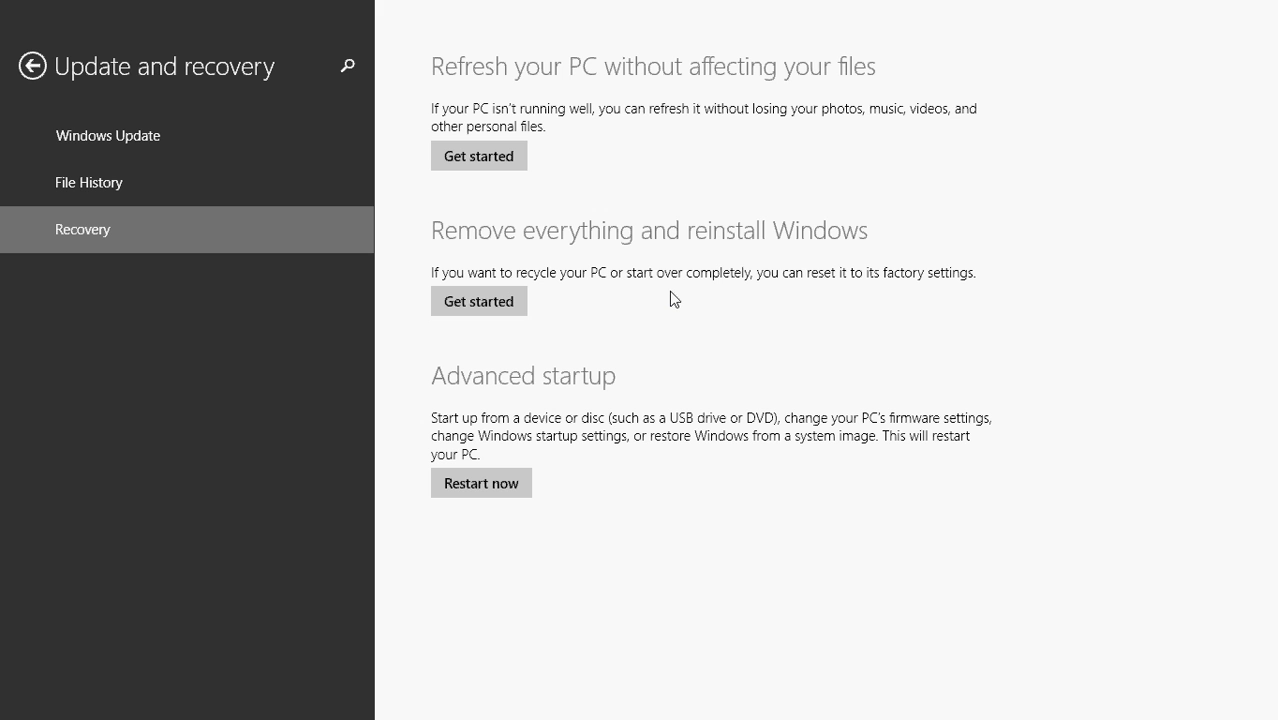 Update and recovery
Windows Update
File History
Recovery
Refresh your PC without affecting your files
If your PC isn't running well, you can refresh it without losing your photos, music, videos, and
other personal files.
Get started
Remove everything and reinstall Windows
If you want to recycle your PC or start over completely, you can reset it to its factory settings.
Get started
Advanced startup
Start up from a device or disc (such as a USB drive or DVD), change your PC's firmware settings,
change Windows startup settings, or restore Windows from a system image. This will restart
your PC.
Restart now